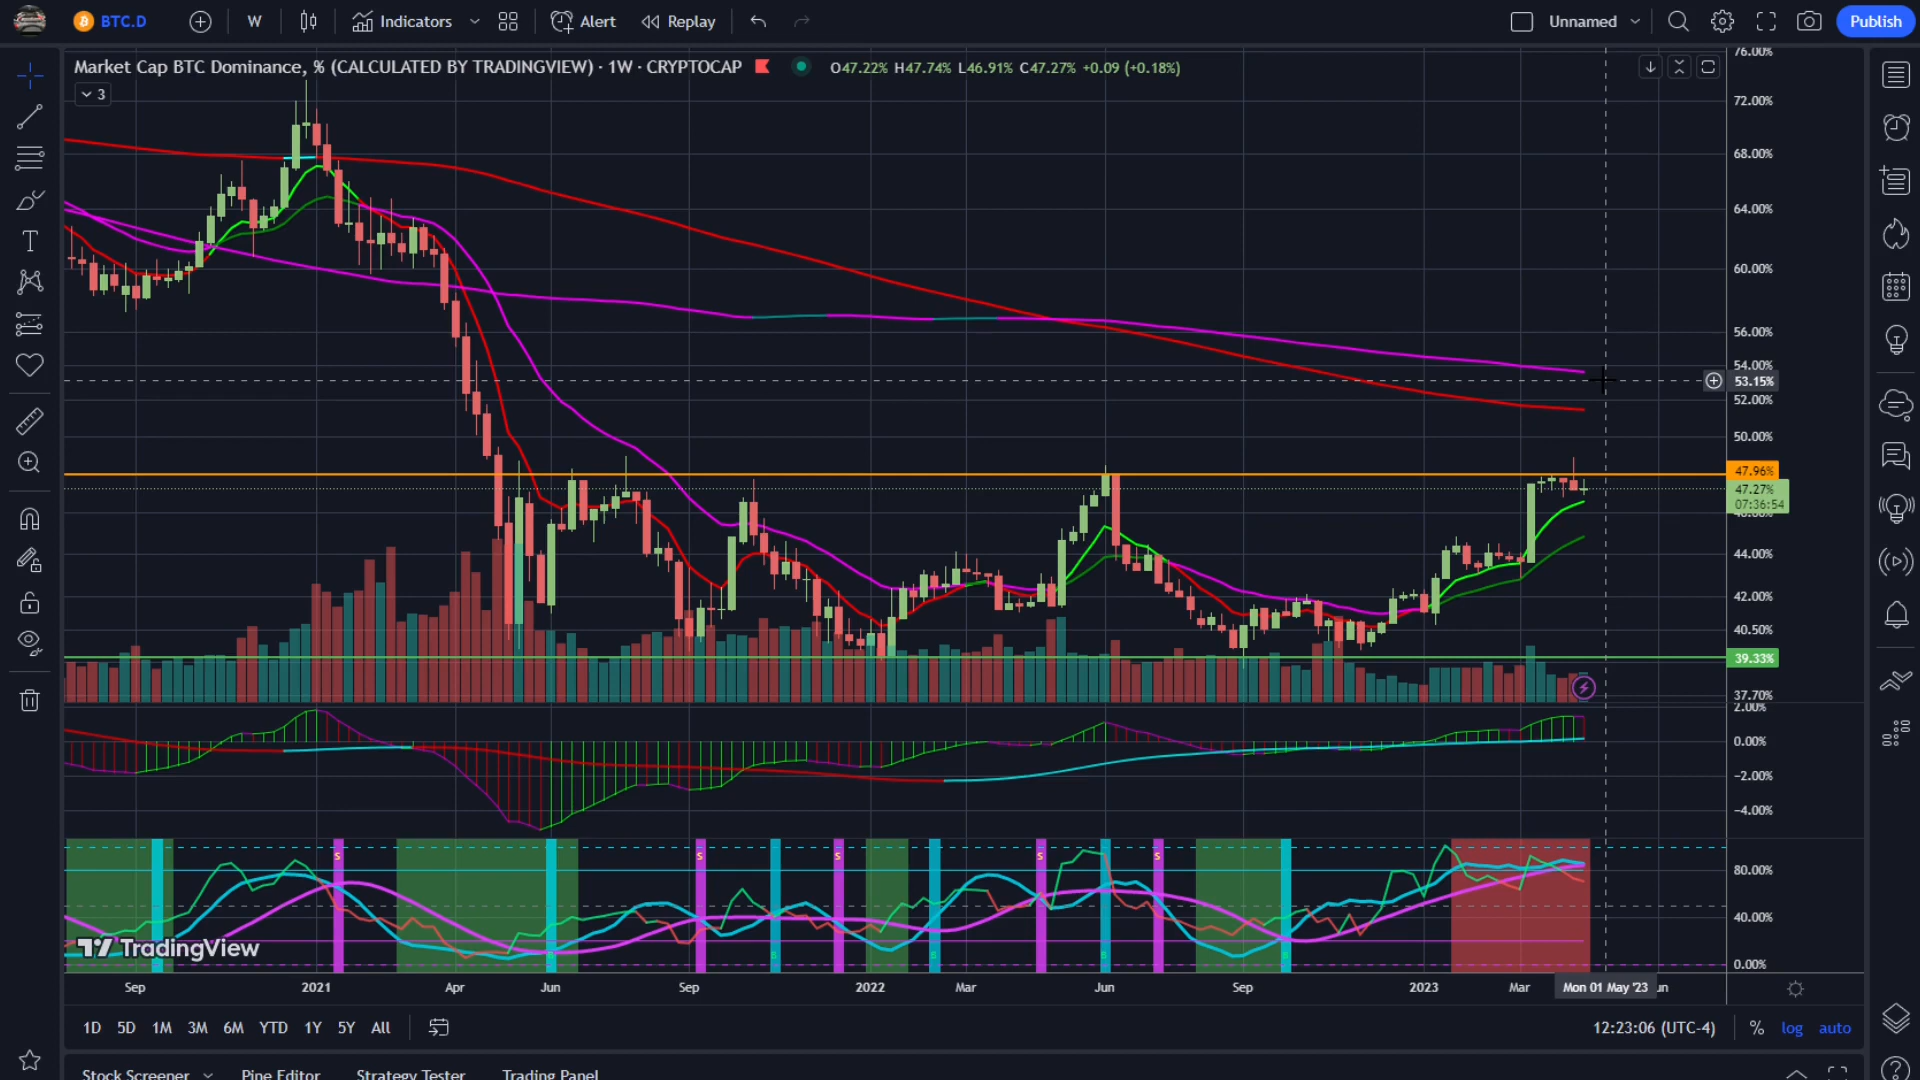 BTC.D
W
Indicators
Alert
Replay
Unnamed
Publish
Market Cap BTC Dominance, % (CALCULATED BY TRADINGVIEW) · 1W · CRYPTOCAP
O47.22% H47.74% L46.91% C47.27% +0.09 (+0.18%)
3
76.00%
72.00%
68.00%
64.00%
60.00%
56.00%
54.00%
53.15%
52.00%
50.00%
47.96%
47.27%
07:36:54
46.00%
44.00%
42.00%
40.50%
39.33%
37.70%
2.00%
0.00%
−2.00%
−4.00%
S S S S S
80.00%
40.00%
0.00%
TradingView
Sep 2021 Apr Jun Sep 2022 Mar Jun Sep 2023 Mar Mon 01 May '23 un
1D 5D 1M 3M 6M YTD 1Y 5Y All
12:23:06 (UTC-4) % log auto
Stock Screener Pine Editor Strategy Tester Trading Panel